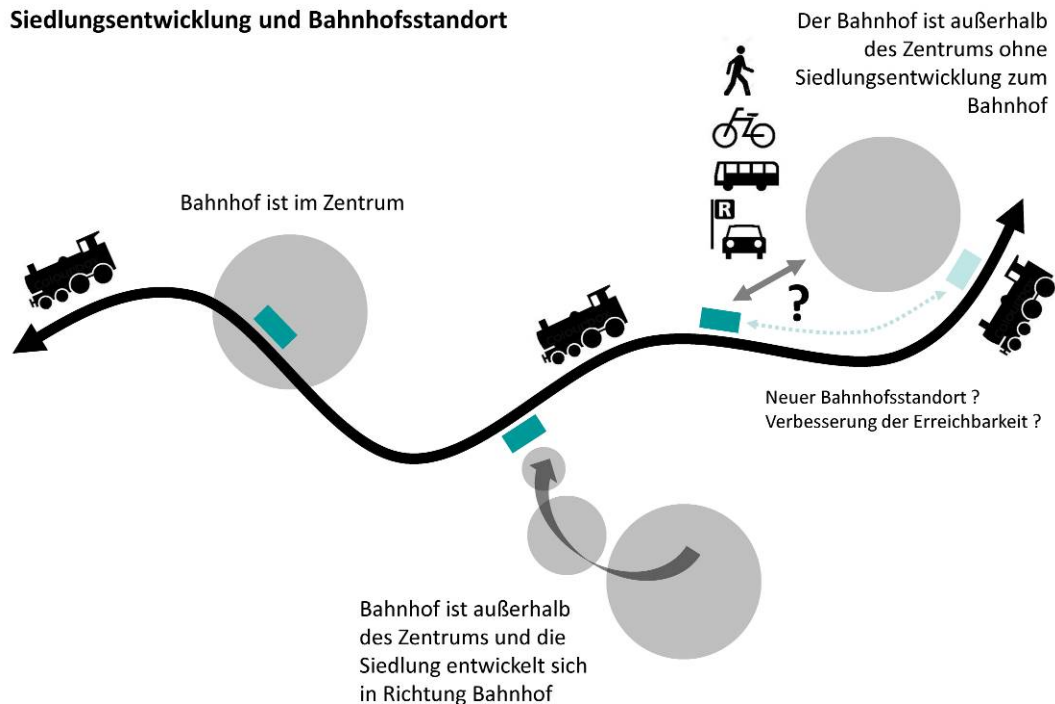 Siedlungsentwicklung und Bahnhofsstandort
Der Bahnhof ist außerhalb
des Zentrums ohne
Siedlungsentwicklung zum
Bahnhof
Bahnhof ist im Zentrum
R
?
Neuer Bahnhofsstandort ?
Verbesserung der Erreichbarkeit ?
Bahnhof ist außerhalb
des Zentrums und die
Siedlung entwickelt sich
in Richtung Bahnhof